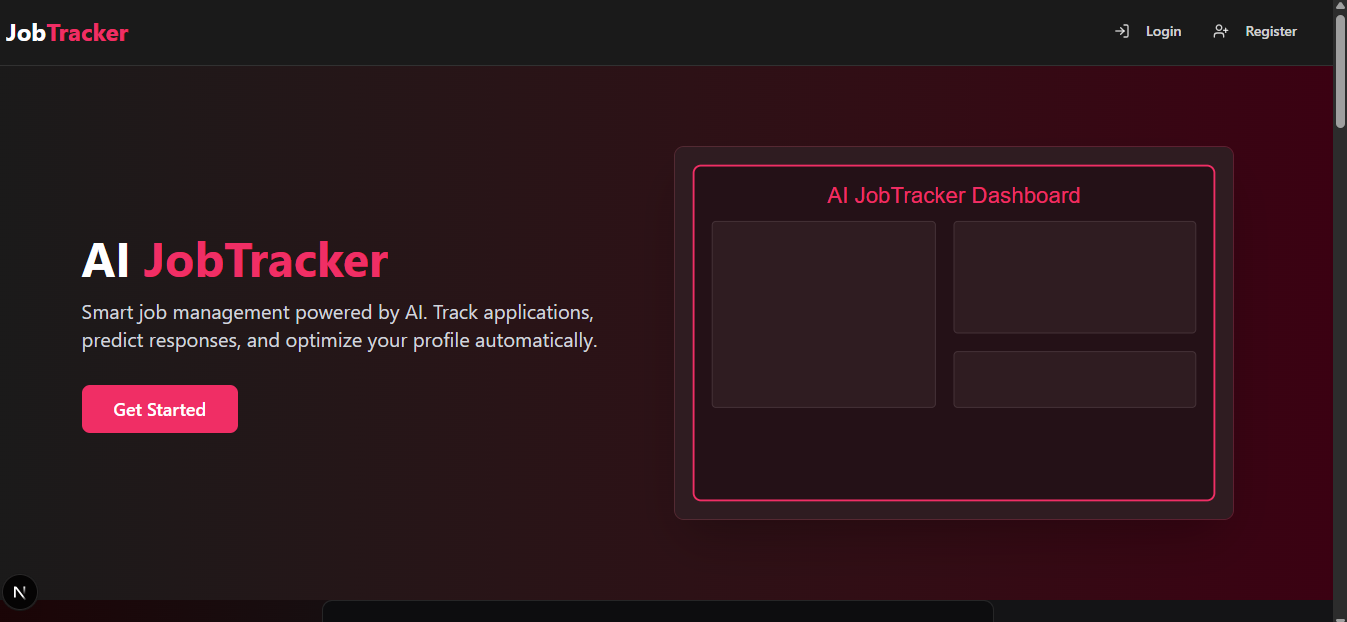 JobTracker
Login
Register
AI JobTracker Dashboard
AI JobTracker
Smart job management powered by AI. Track applications,
predict responses, and optimize your profile automatically.
Get Started
N